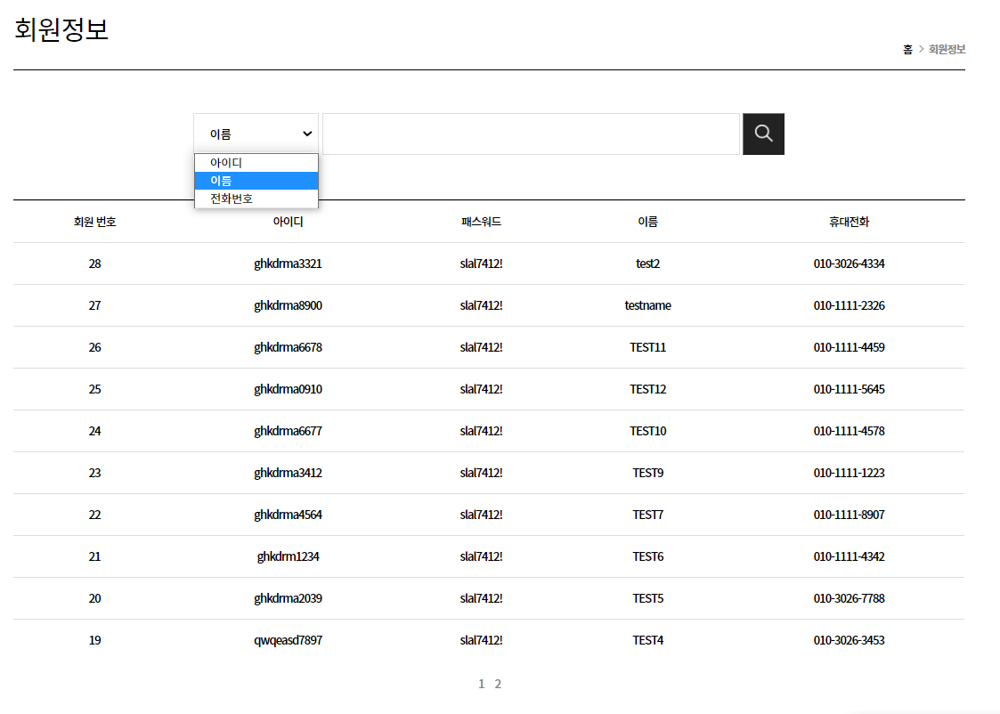 회원정보
홈 > 회원정보
이름
아이디
이름
전화번호
회원 번호 아이디 패스워드 이름 휴대전화
28 ghkdrma3321 slal7412! test2 010-3026-4334
27 ghkdrma8900 slal7412! testname 010-1111-2326
26 ghkdrma6678 slal7412! TEST11 010-1111-4459
25 ghkdrma0910 slal7412! TEST12 010-1111-5645
24 ghkdrma6677 slal7412! TEST10 010-1111-4578
23 ghkdrma3412 slal7412! TEST9 010-1111-1223
22 ghkdrma4564 slal7412! TEST7 010-1111-8907
21 ghkdrm1234 slal7412! TEST6 010-1111-4342
20 ghkdrma2039 slal7412! TEST5 010-3026-7788
19 qwqeasd7897 slal7412! TEST4 010-3026-3453
1 2